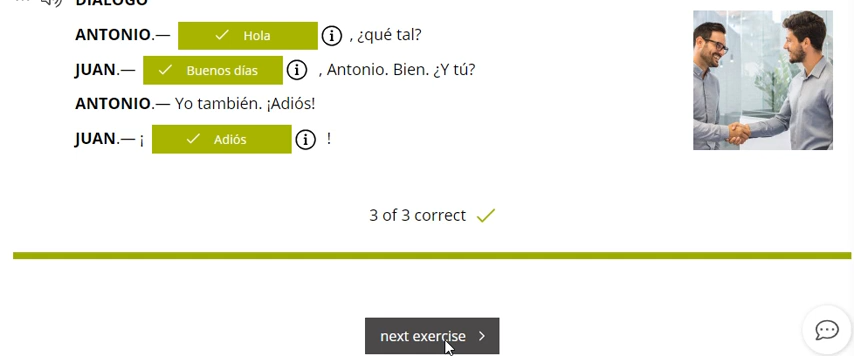 DIÁLOGO
ANTONIO.— Hola , ¿qué tal?
JUAN.— Buenos días , Antonio. Bien. ¿Y tú?
ANTONIO.— Yo también. ¡Adiós!
JUAN.— ¡ Adiós !
3 of 3 correct
next exercise